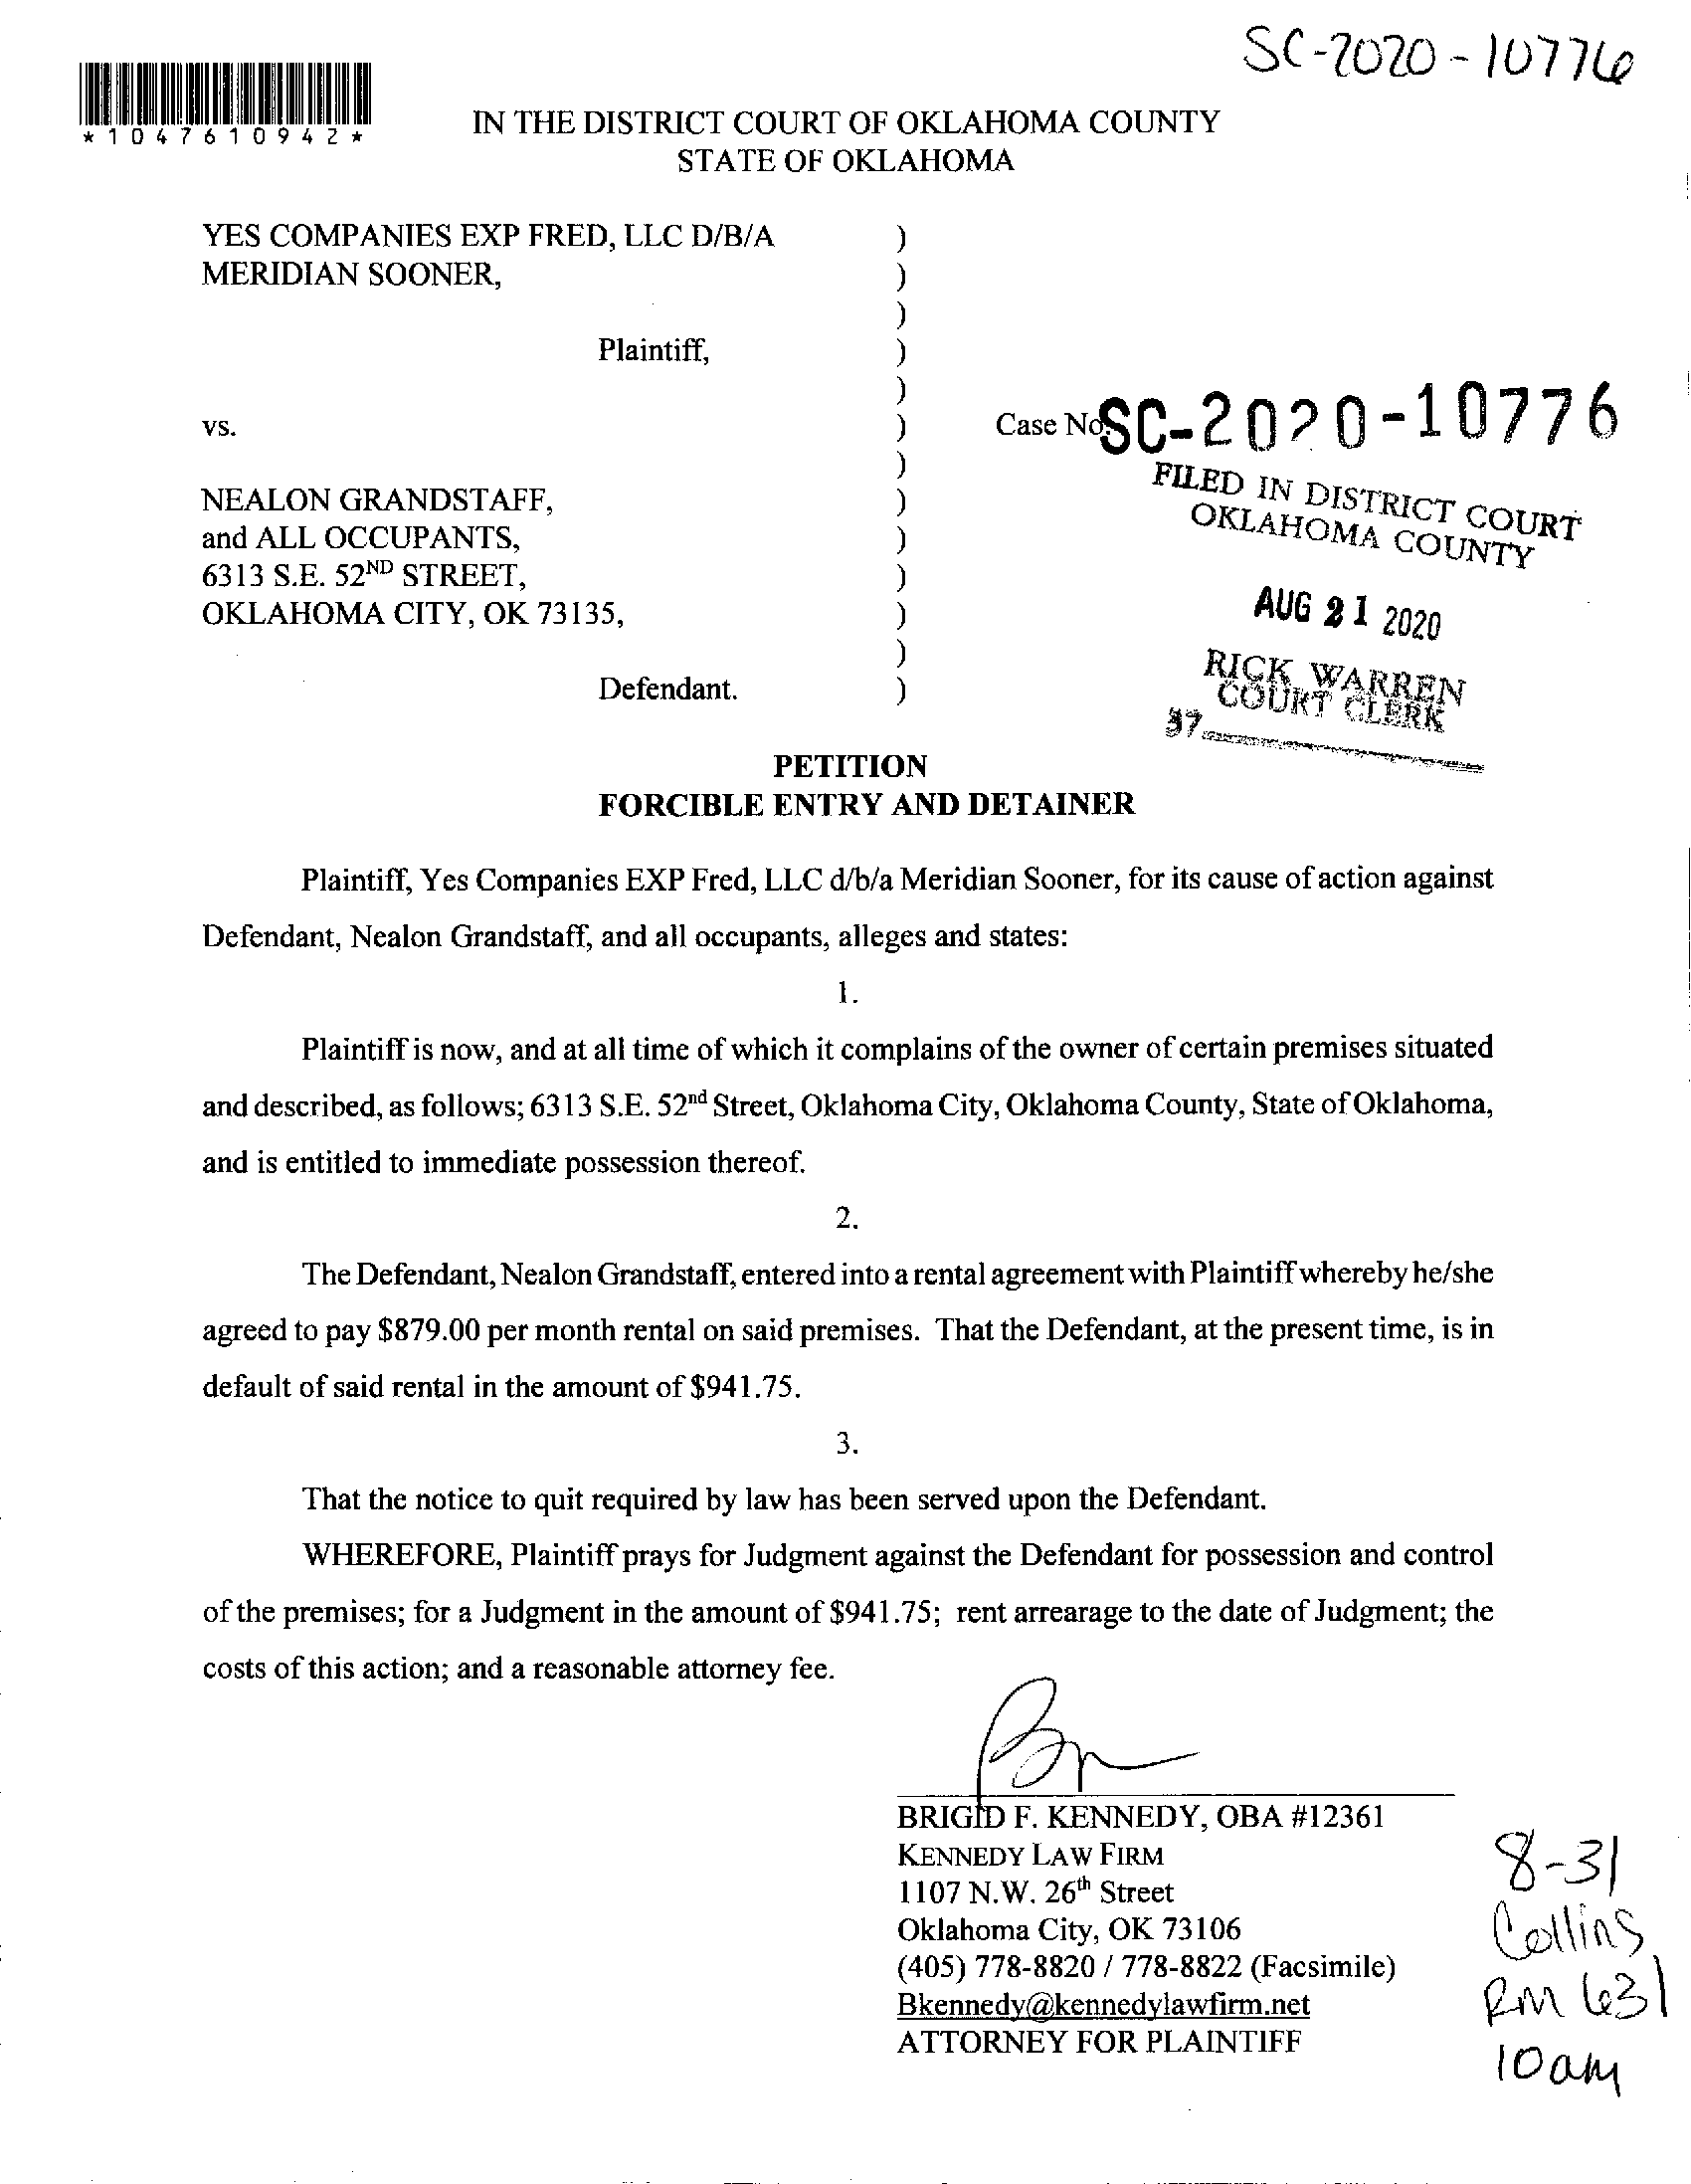 SC-2020-10776
*1047610942*
IN THE DISTRICT COURT OF OKLAHOMA COUNTY
STATE OF OKLAHOMA
YES COMPANIES EXP FRED, LLC D/B/A )
MERIDIAN SOONER, )
)
Plaintiff, )
)
vs. ) Case No. SC-2020-10776
)
FILED IN DISTRICT COURT
OKLAHOMA COUNTY
NEALON GRANDSTAFF, )
and ALL OCCUPANTS, )
6313 S.E. 52ND STREET, )
OKLAHOMA CITY, OK 73135, )
AUG 21 2020
)
RICK WARREN
COURT CLERK
Defendant. )
37
PETITION
FORCIBLE ENTRY AND DETAINER
Plaintiff, Yes Companies EXP Fred, LLC d/b/a Meridian Sooner, for its cause of action against
Defendant, Nealon Grandstaff, and all occupants, alleges and states:
1.
Plaintiff is now, and at all time of which it complains of the owner of certain premises situated
and described, as follows; 6313 S.E. 52nd Street, Oklahoma City, Oklahoma County, State of Oklahoma,
and is entitled to immediate possession thereof.
2.
The Defendant, Nealon Grandstaff, entered into a rental agreement with Plaintiff whereby he/she
agreed to pay $879.00 per month rental on said premises. That the Defendant, at the present time, is in
default of said rental in the amount of $941.75.
3.
That the notice to quit required by law has been served upon the Defendant.
WHEREFORE, Plaintiff prays for Judgment against the Defendant for possession and control
of the premises; for a Judgment in the amount of $941.75; rent arrearage to the date of Judgment; the
costs of this action; and a reasonable attorney fee.
BRIGID F. KENNEDY, OBA #12361
KENNEDY LAW FIRM
1107 N.W. 26th Street
Oklahoma City, OK 73106
(405) 778-8820 / 778-8822 (Facsimile)
Bkennedy@kennedylawfirm.net
ATTORNEY FOR PLAINTIFF
8-31
Collins
RM 631
10am